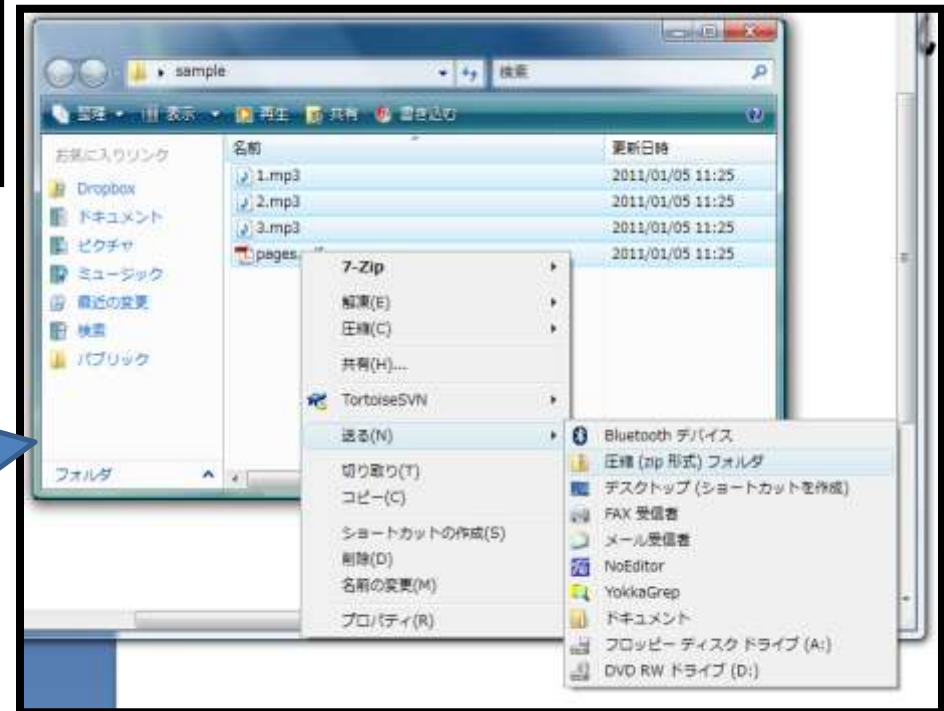 sample
検索
整理 表示 再生 共有 書き込む
お気に入りリンク
Dropbox
ドキュメント
ピクチャ
ミュージック
最近の変更
検索
パブリック
フォルダ
名前 更新日時
1.mp3 2011/01/05 11:25
2.mp3 2011/01/05 11:25
3.mp3 2011/01/05 11:25
pages. 2011/01/05 11:25
7-Zip
解凍(E)
圧縮(C)
共有(H)...
TortoiseSVN
送る(N)
切り取り(T)
コピー(C)
ショートカットの作成(S)
削除(D)
名前の変更(M)
プロパティ(R)
Bluetooth デバイス
圧縮 (zip 形式) フォルダ
デスクトップ (ショートカットを作成)
FAX 受信者
メール受信者
NoEditor
YokkaGrep
ドキュメント
フロッピー ディスク ドライブ (A:)
DVD RW ドライブ (D:)